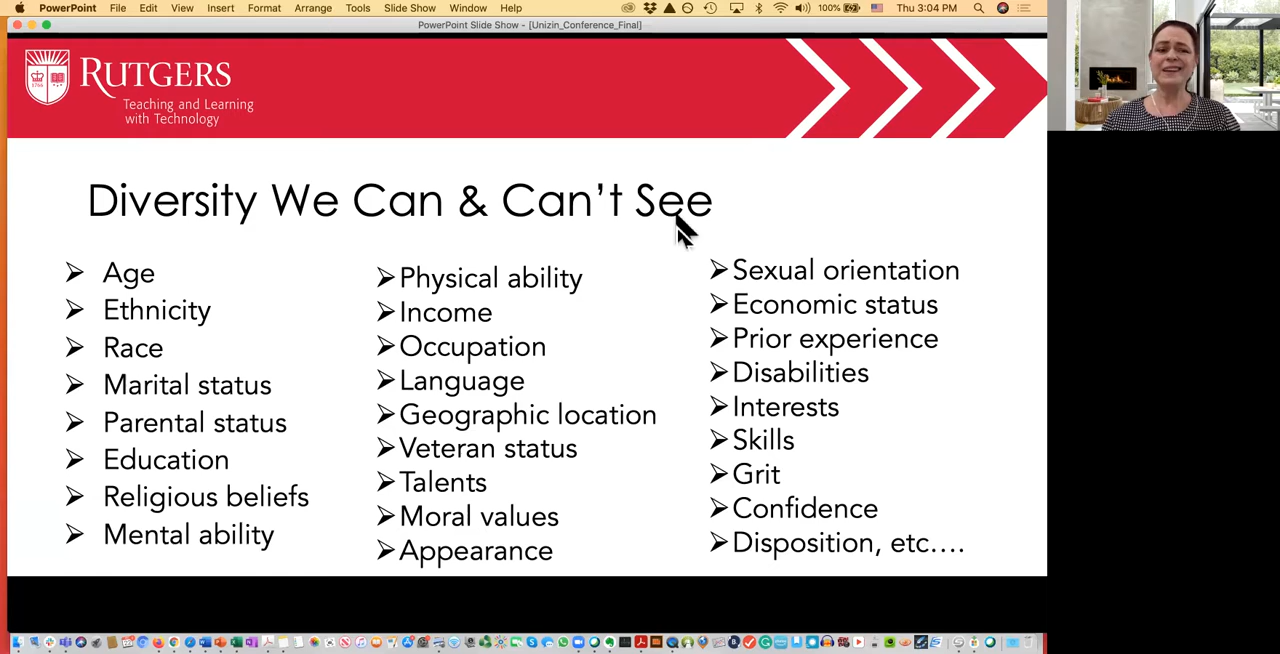 PowerPoint File Edit View Insert Format Arrange Tools Slide Show Window Help 100% Thu 3:04 PM
PowerPoint Slide Show - [Unizin_Conference_Final]
RUTGERS
1766
Teaching and Learning
with Technology
Diversity We Can & Can't See
Age
Ethnicity
Race
Marital status
Parental status
Education
Religious beliefs
Mental ability
Physical ability
Income
Occupation
Language
Geographic location
Veteran status
Talents
Moral values
Appearance
Sexual orientation
Economic status
Prior experience
Disabilities
Interests
Skills
Grit
Confidence
Disposition, etc....